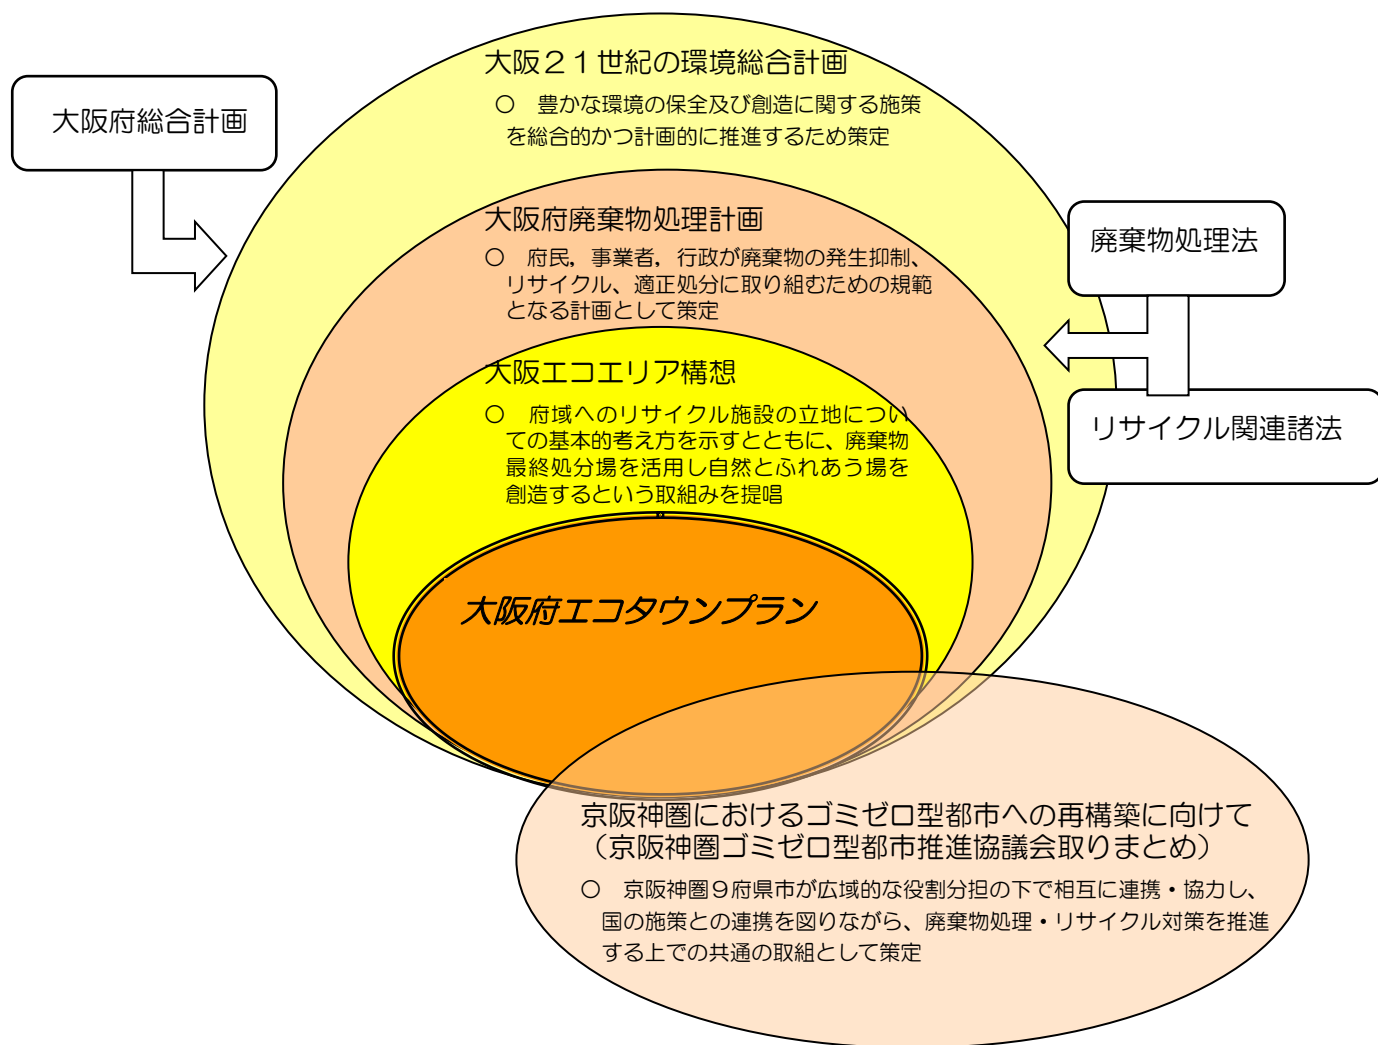 大阪２１世紀の環境総合計画
○　豊かな環境の保全及び創造に関する施策
を総合的かつ計画的に推進するため策定
大阪府総合計画
大阪府廃棄物処理計画
○　府民，事業者，行政が廃棄物の発生抑制、
リサイクル、適正処分に取り組むための規範
となる計画として策定
廃棄物処理法
大阪エコエリア構想
○　府域へのリサイクル施設の立地につい
ての基本的考え方を示すとともに、廃棄物
最終処分場を活用し自然とふれあう場を
創造するという取組みを提唱
リサイクル関連諸法
大阪府エコタウンプラン
京阪神圏におけるゴミゼロ型都市への再構築に向けて
（京阪神圏ゴミゼロ型都市推進協議会取りまとめ）
○　京阪神圏９府県市が広域的な役割分担の下で相互に連携・協力し、
国の施策との連携を図りながら、廃棄物処理・リサイクル対策を推進
する上での共通の取組として策定